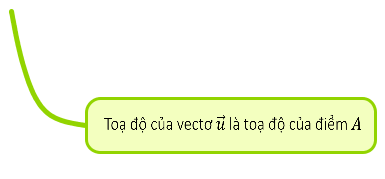 Toạ độ của vectơ $\vec{u}$ là toạ độ của điểm $A$